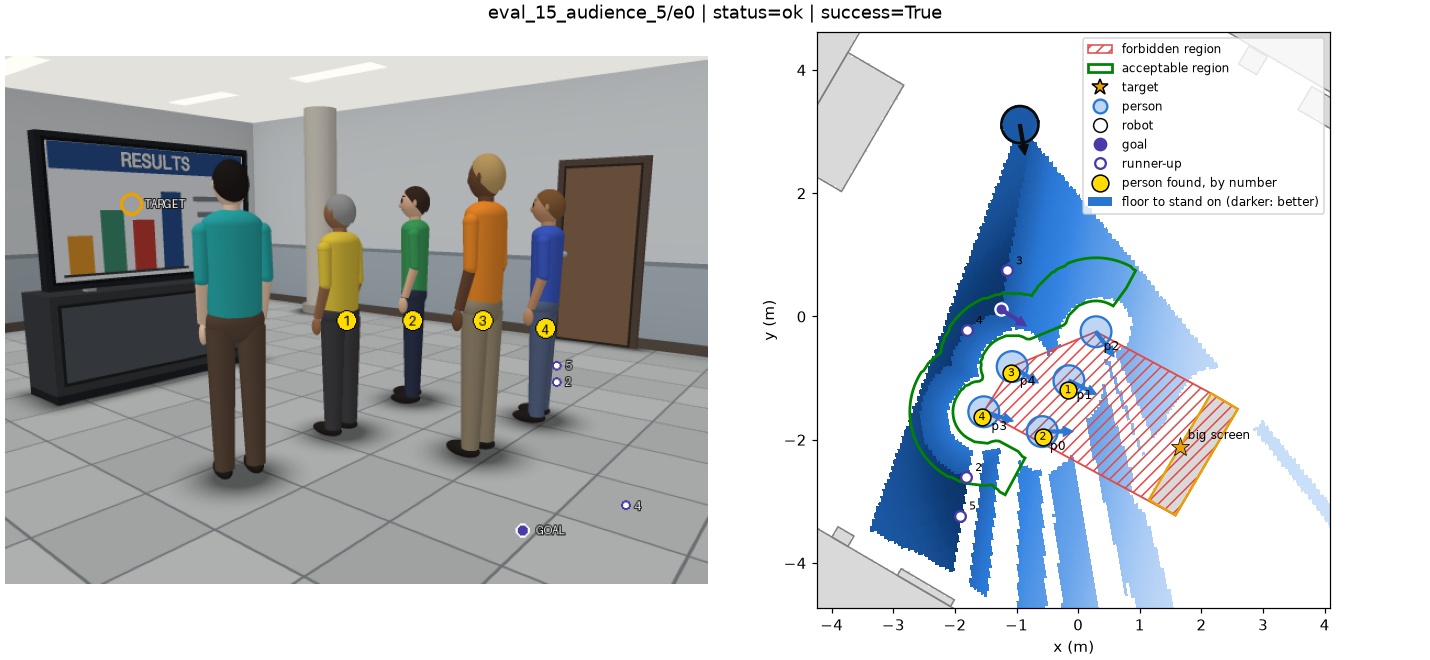 eval_15_audience_5/e0 | status=ok | success=True
RESULTS
TARGET
1
2
3
4
5
2
4
GOAL
forbidden region
acceptable region
target
person
robot
goal
runner-up
person found, by number
floor to stand on (darker: better)
3
4
p2
3
p4
1
p1
4
p3
2
p0
big screen
2
5
4
2
0
−2
−4
y (m)
−4
−3
−2
−1
0
1
2
3
4
x (m)